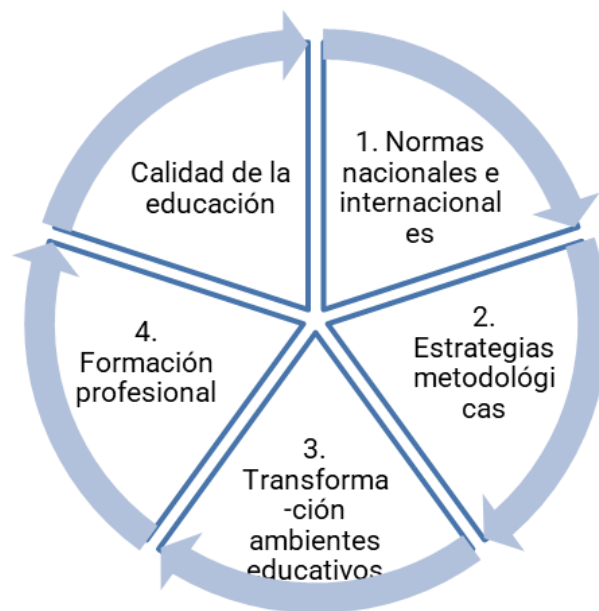 1. Normas
nacionales e
internacional
es
2.
Estrategias
metodológi
cas
3.
Transforma
-ción
ambientes
educativos
4.
Formación
profesional
Calidad de la
educación